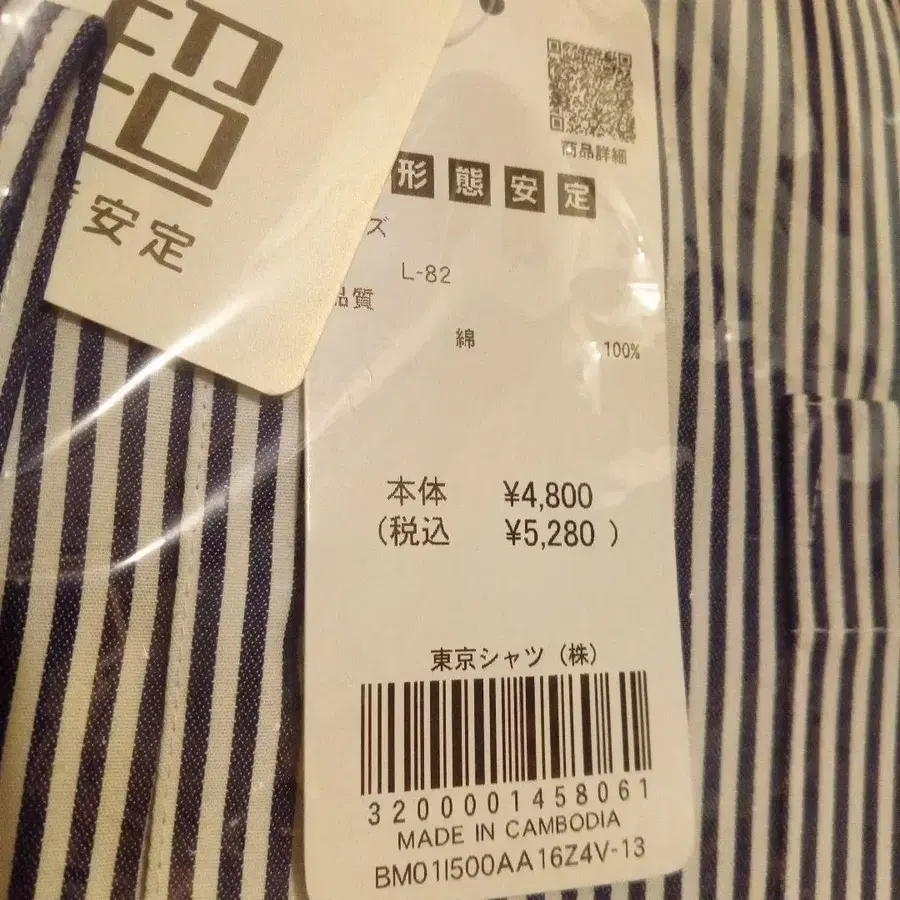 安定
商品詳細
形態安定
ズ
L-82
品質
綿 100%
本体 ¥4,800
(税込 ¥5,280 )
東京シャツ (株)
3200001458061
MADE IN CAMBODIA
BM01I500AA16Z4V-13